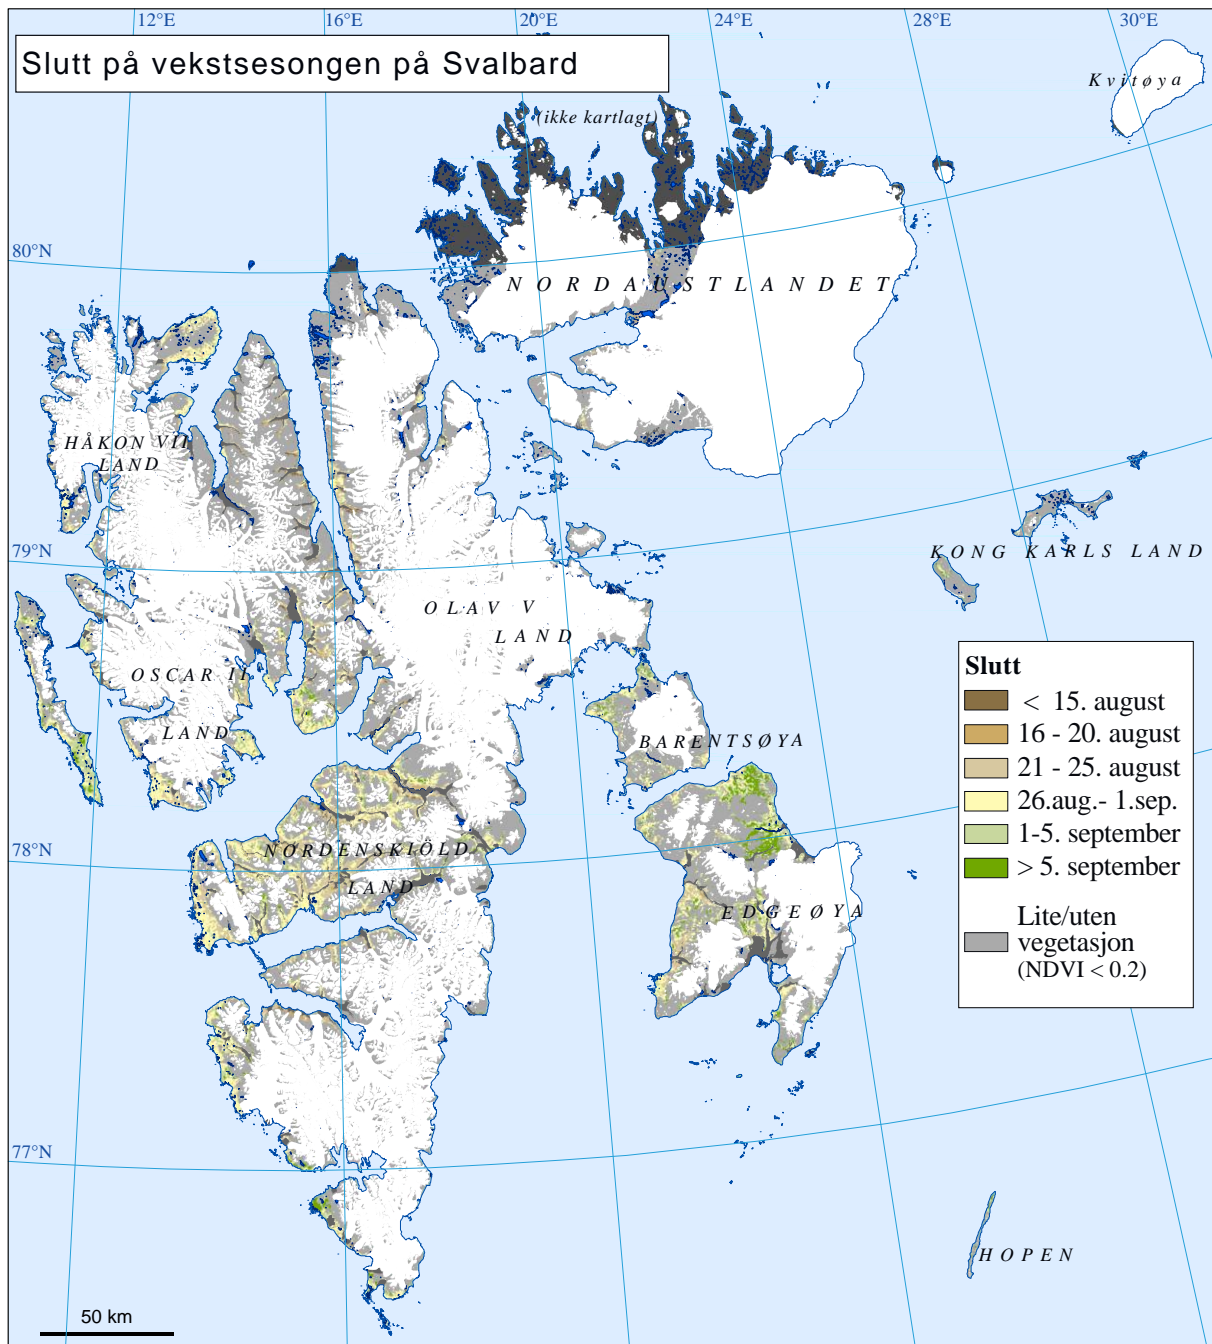 12°E
16°E
20°E
24°E
28°E
30°E
Slutt på vekstsesongen på Svalbard
Kvitøya
(ikke kartlagt)
80°N
NORDAUSTLANDET
HÅKON VII
LAND
79°N
KONG KARLS LAND
OLAV V
LAND
OSCAR II
LAND
BARENTSØYA
Slutt
< 15. august
16 - 20. august
21 - 25. august
26.aug.- 1.sep.
1-5. september
> 5. september
Lite/uten
vegetasjon
(NDVI < 0.2)
78°N
NORDENSKIÖLD
LAND
EDGEØYA
77°N
HOPEN
50 km